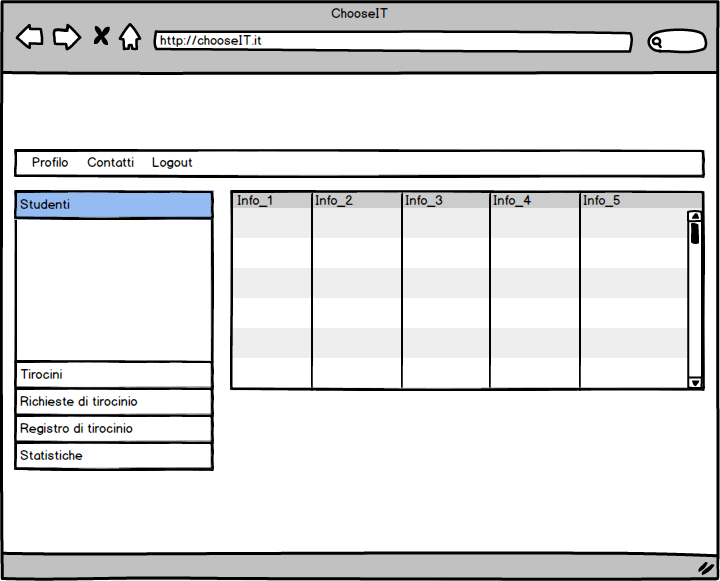 ChooseIT
http://chooseIT.it
Profilo Contatti Logout
Studenti
Tirocini
Richieste di tirocinio
Registro di tirocinio
Statistiche
Info_1 Info_2 Info_3 Info_4 Info_5